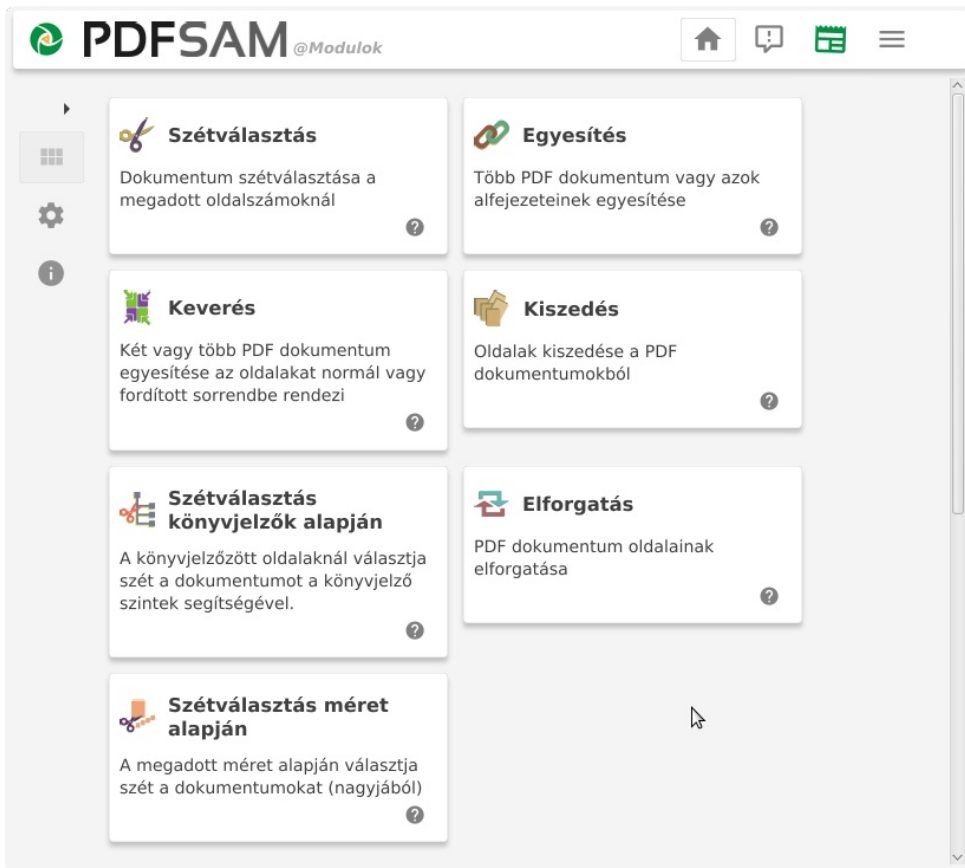 PDFSAM @Modulok
Szétválasztás
Dokumentum szétválasztása a
megadott oldalszámoknál
Egyesítés
Több PDF dokumentum vagy azok
alfejezeteinek egyesítése
Keverés
Két vagy több PDF dokumentum
egyesítése az oldalakat normál vagy
fordított sorrendbe rendezi
Kiszedés
Oldalak kiszedése a PDF
dokumentumokból
Szétválasztás
könyvjelzők alapján
A könyvjelzőzött oldalaknál választja
szét a dokumentumot a könyvjelző
szintek segítségével.
Elforgatás
PDF dokumentum oldalainak
elforgatása
Szétválasztás méret
alapján
A megadott méret alapján választja
szét a dokumentumokat (nagyjából)